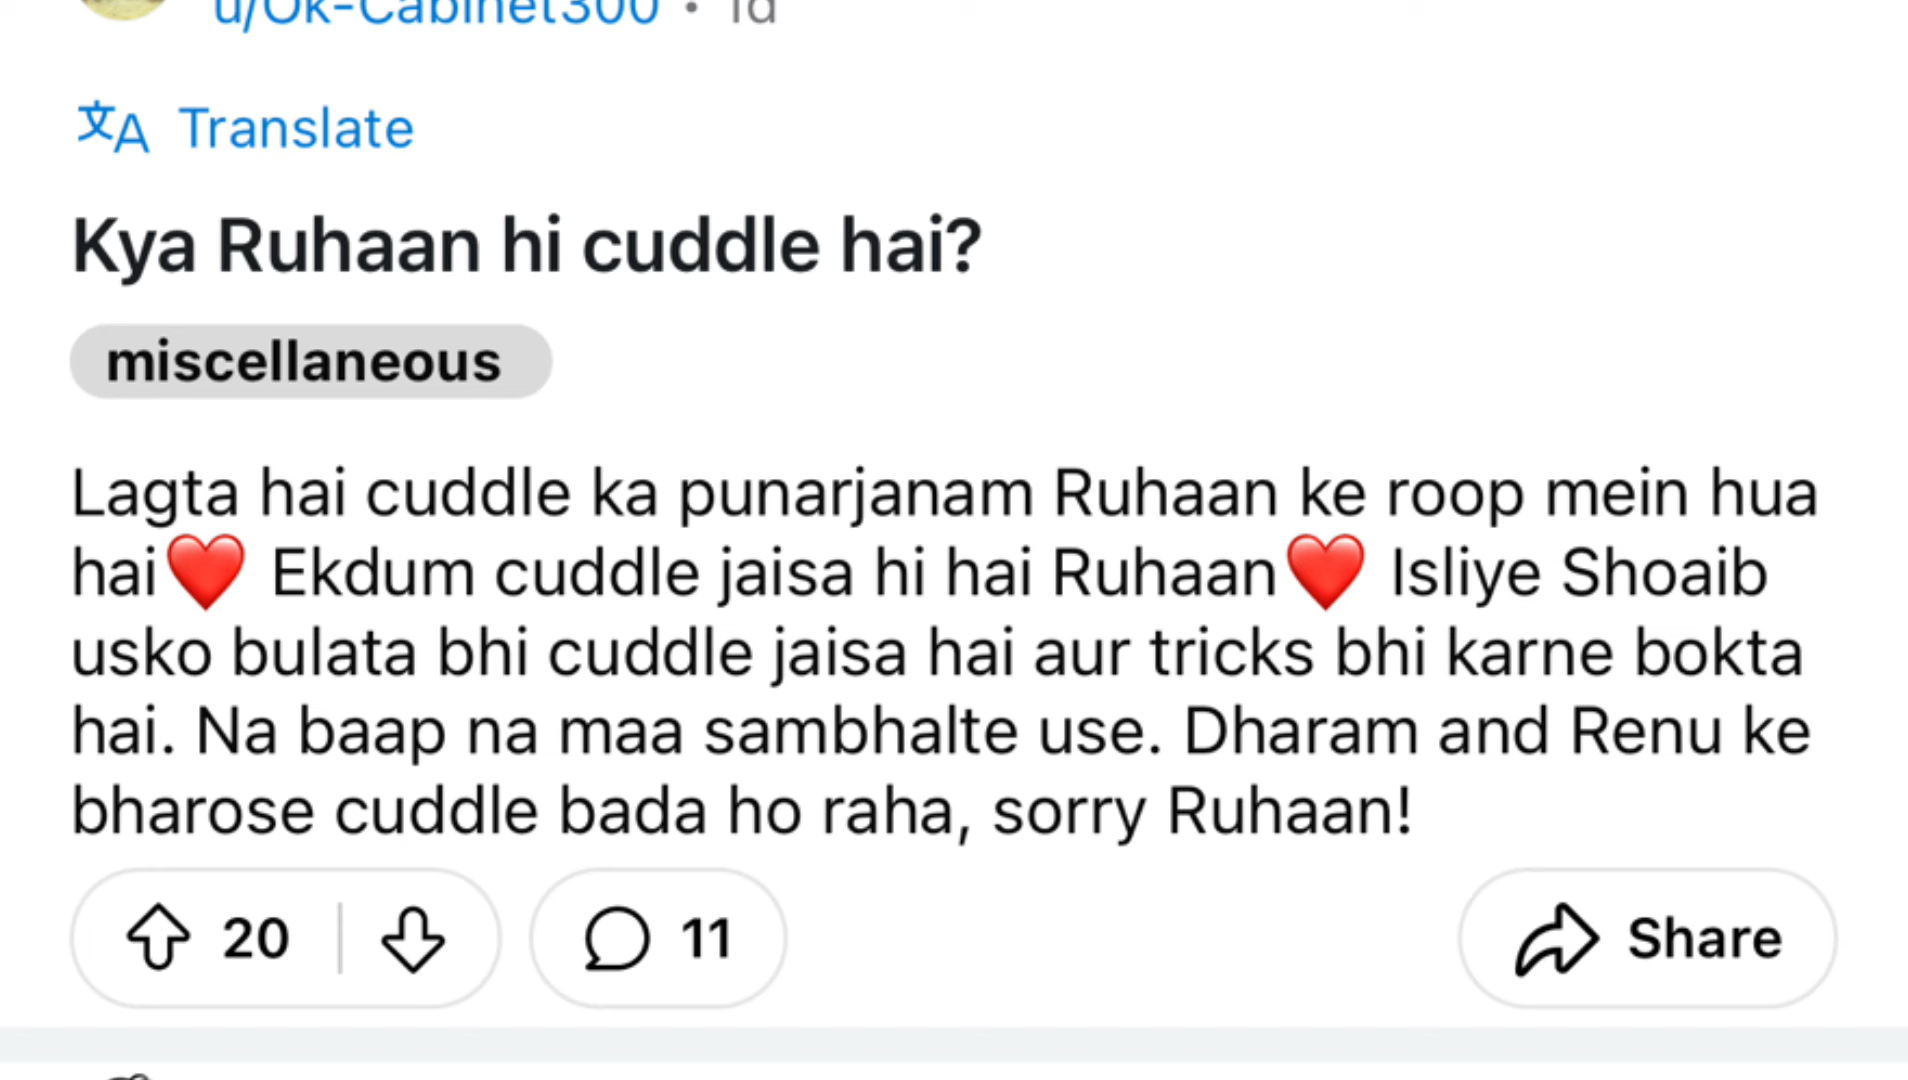 u/Ok-Cabinet300 • 1d
Translate
Kya Ruhaan hi cuddle hai?
miscellaneous
Lagta hai cuddle ka punarjanam Ruhaan ke roop mein hua
hai❤️ Ekdum cuddle jaisa hi hai Ruhaan❤️ Isliye Shoaib
usko bulata bhi cuddle jaisa hai aur tricks bhi karne bokta
hai. Na baap na maa sambhalte use. Dharam and Renu ke
bharose cuddle bada ho raha, sorry Ruhaan!
20 11 Share